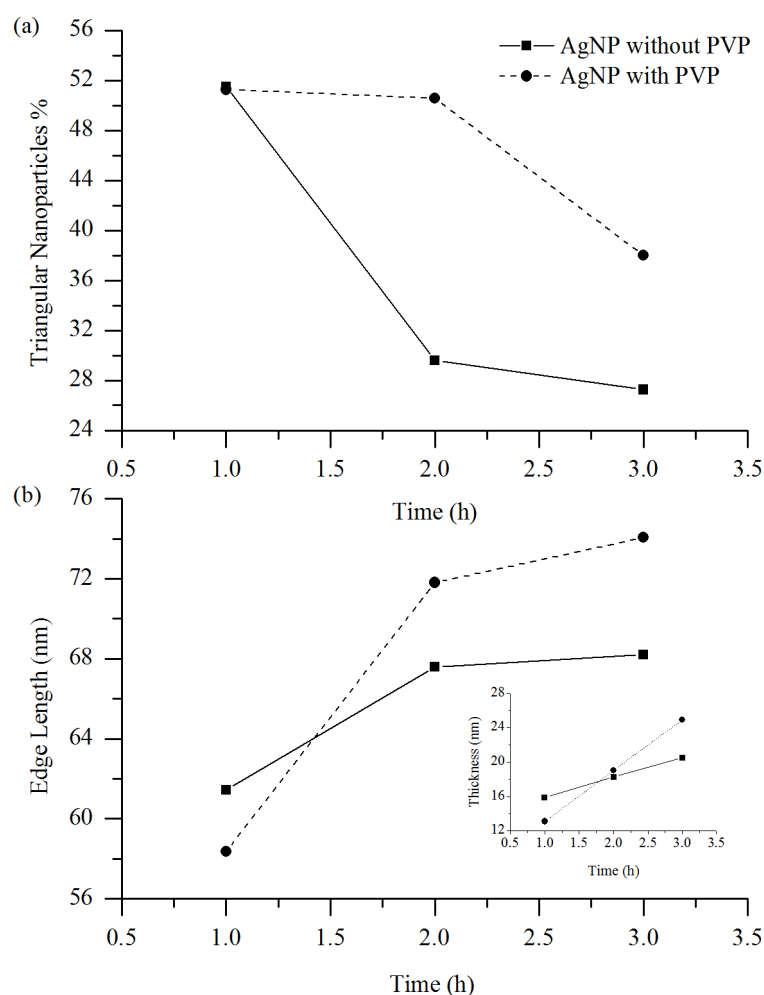 (a)
56
52
48
44
40
36
32
28
24
Triangular Nanoparticles %
AgNP without PVP
AgNP with PVP
0.5 1.0 1.5 2.0 2.5 3.0 3.5
Time (h)
(b)
76
72
68
64
60
56
Edge Length (nm)
28
24
20
16
12
Thickness (nm)
0.5 1.0 1.5 2.0 2.5 3.0 3.5
Time (h)
0.5 1.0 1.5 2.0 2.5 3.0 3.5
Time (h)